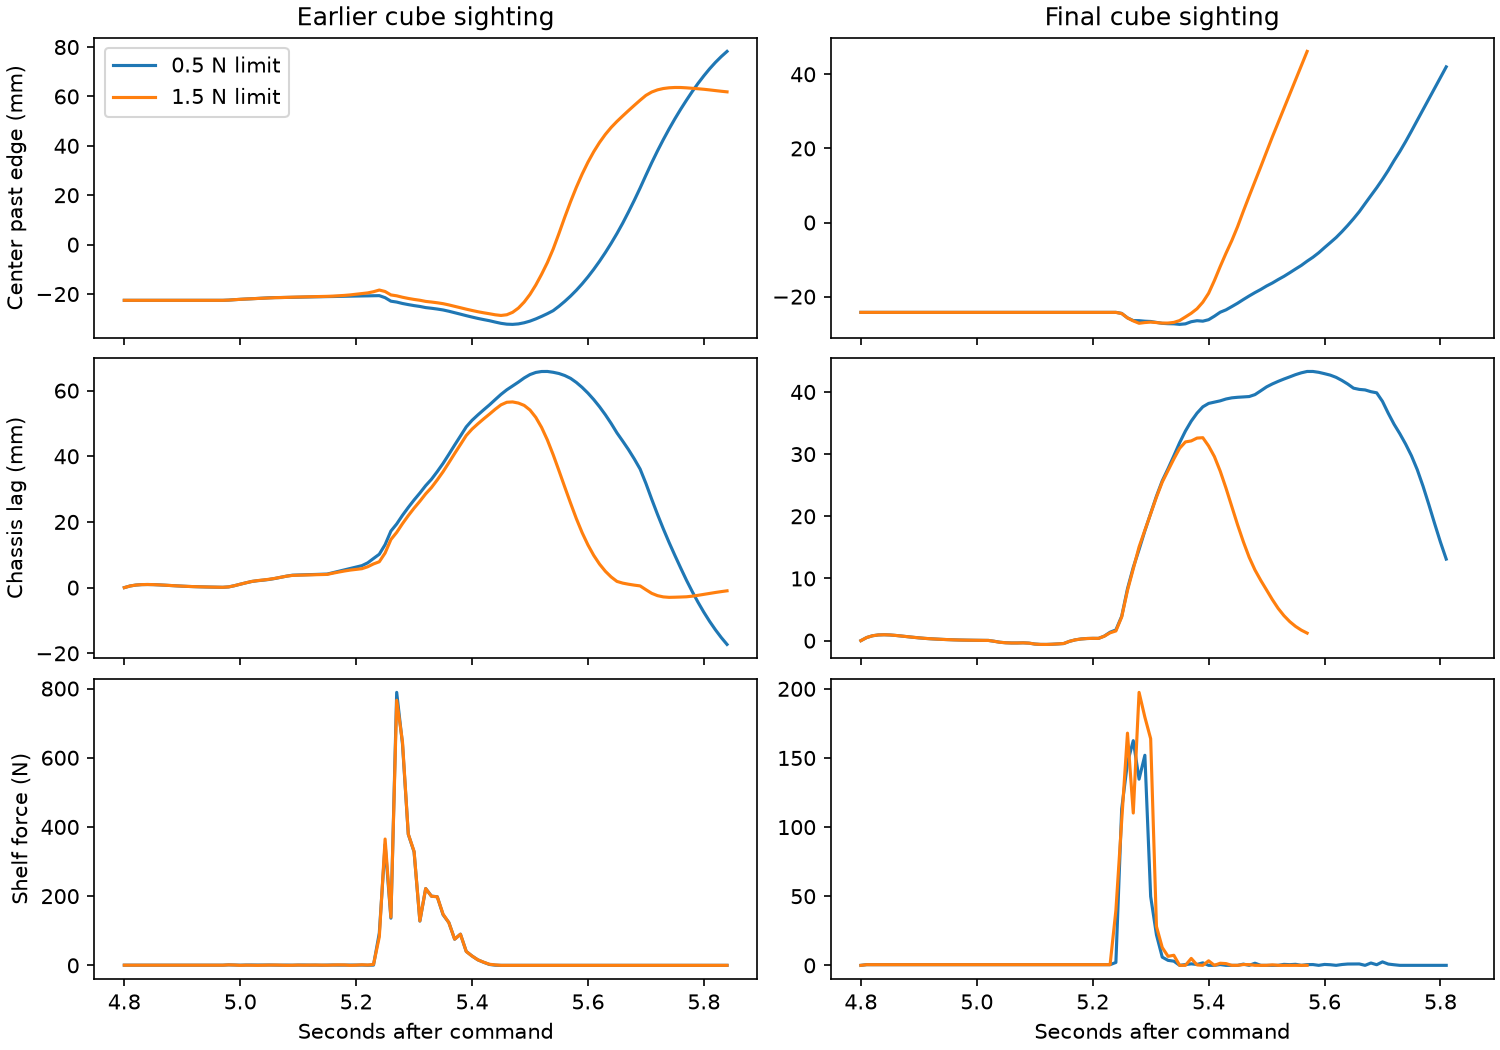 Earlier cube sighting
Final cube sighting
Center past edge (mm)
80
60
40
20
0
−20
0.5 N limit
1.5 N limit
40
20
0
−20
Chassis lag (mm)
60
40
20
0
−20
40
30
20
10
0
Shelf force (N)
800
600
400
200
0
4.8 5.0 5.2 5.4 5.6 5.8
Seconds after command
200
150
100
50
0
4.8 5.0 5.2 5.4 5.6 5.8
Seconds after command